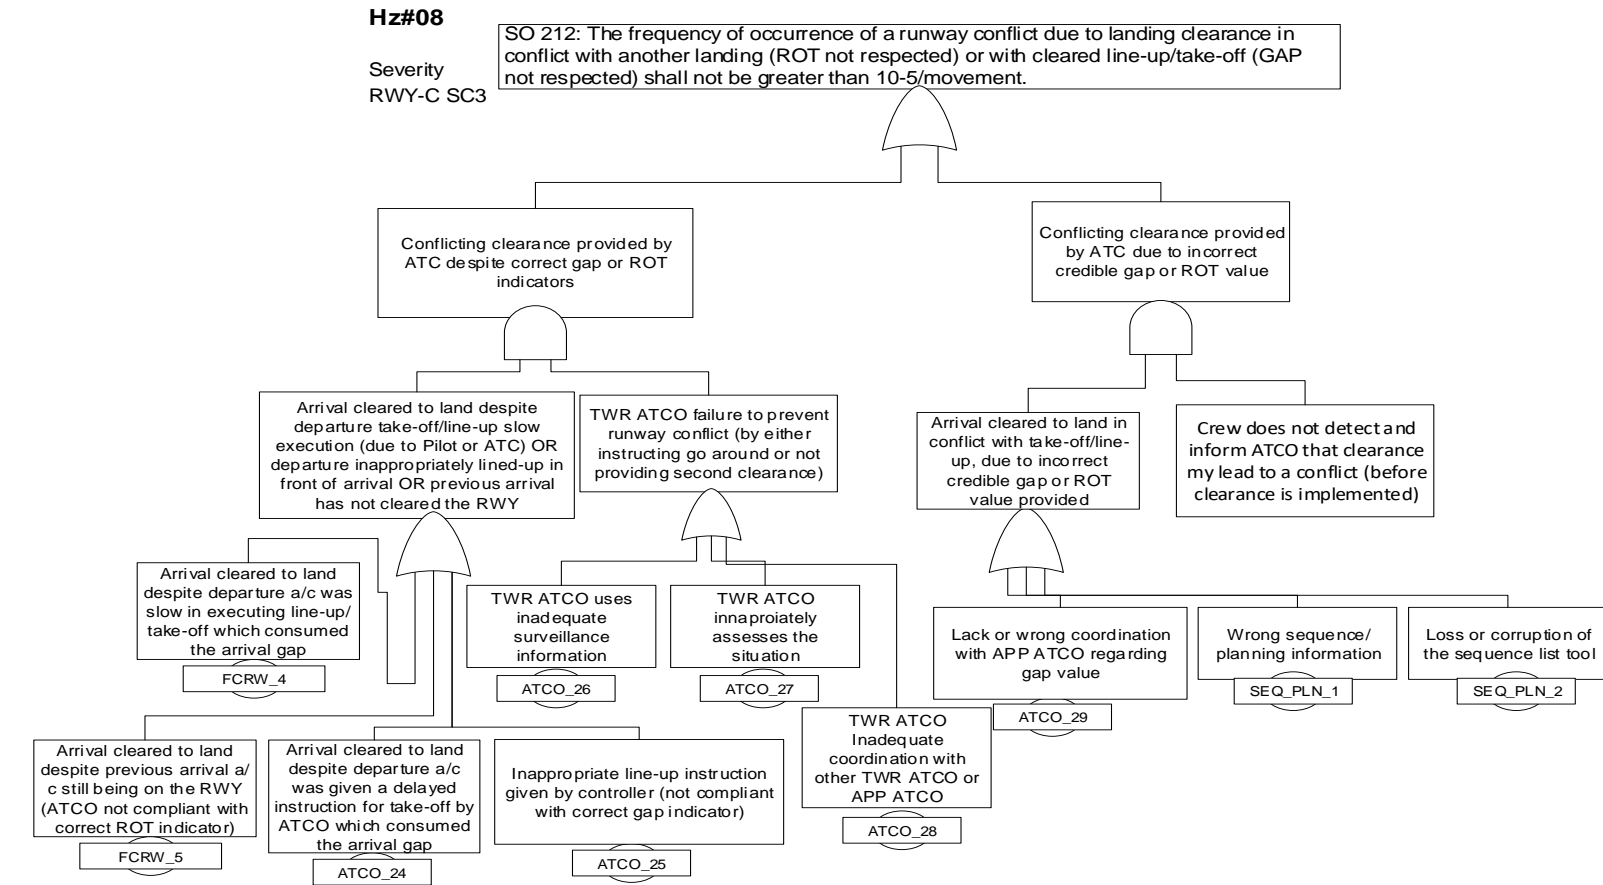 Hz#08
Severity
RWY-C SC3
SO 212: The frequency of occurrence of a runway conflict due to landing clearance in
conflict with another landing (ROT not respected) or with cleared line-up/take-off (GAP
not respected) shall not be greater than 10-5/movement.
Conflicting clearance provided by
ATC despite correct gap or ROT
indicators
Conflicting clearance provided
by ATC due to incorrect
credible gap or ROT value
Arrival cleared to land despite
departure take-off/line-up slow
execution (due to Pilot or ATC) OR
departure inappropriately lined-up in
front of arrival OR previous arrival
has not cleared the RWY
TWR ATCO failure to prevent
runway conflict (by either
instructing go around or not
providing second clearance)
Arrival cleared to land in
conflict with take-off/line-
up, due to incorrect
credible gap or ROT
value provided
Crew does not detect and
inform ATCO that clearance
my lead to a conflict (before
clearance is implemented)
Arrival cleared to land
despite departure a/c was
slow in executing line-up/
take-off which consumed
the arrival gap
FCRW_4
TWR ATCO uses
inadequate
surveillance
information
ATCO_26
TWR ATCO
innaproiately
assesses the
situation
ATCO_27
Lack or wrong coordination
with APP ATCO regarding
gap value
ATCO_29
Wrong sequence/
planning information
SEQ_PLN_1
Loss or corruption of
the sequence list tool
SEQ_PLN_2
Arrival cleared to land
despite previous arrival a/
c still being on the RWY
(ATCO not compliant with
correct ROT indicator)
FCRW_5
Arrival cleared to land
despite departure a/c
was given a delayed
instruction for take-off by
ATCO which consumed
the arrival gap
ATCO_24
Inappropriate line-up instruction
given by controller (not compliant
with correct gap indicator)
ATCO_25
TWR ATCO
Inadequate
coordination with
other TWR ATCO or
APP ATCO
ATCO_28